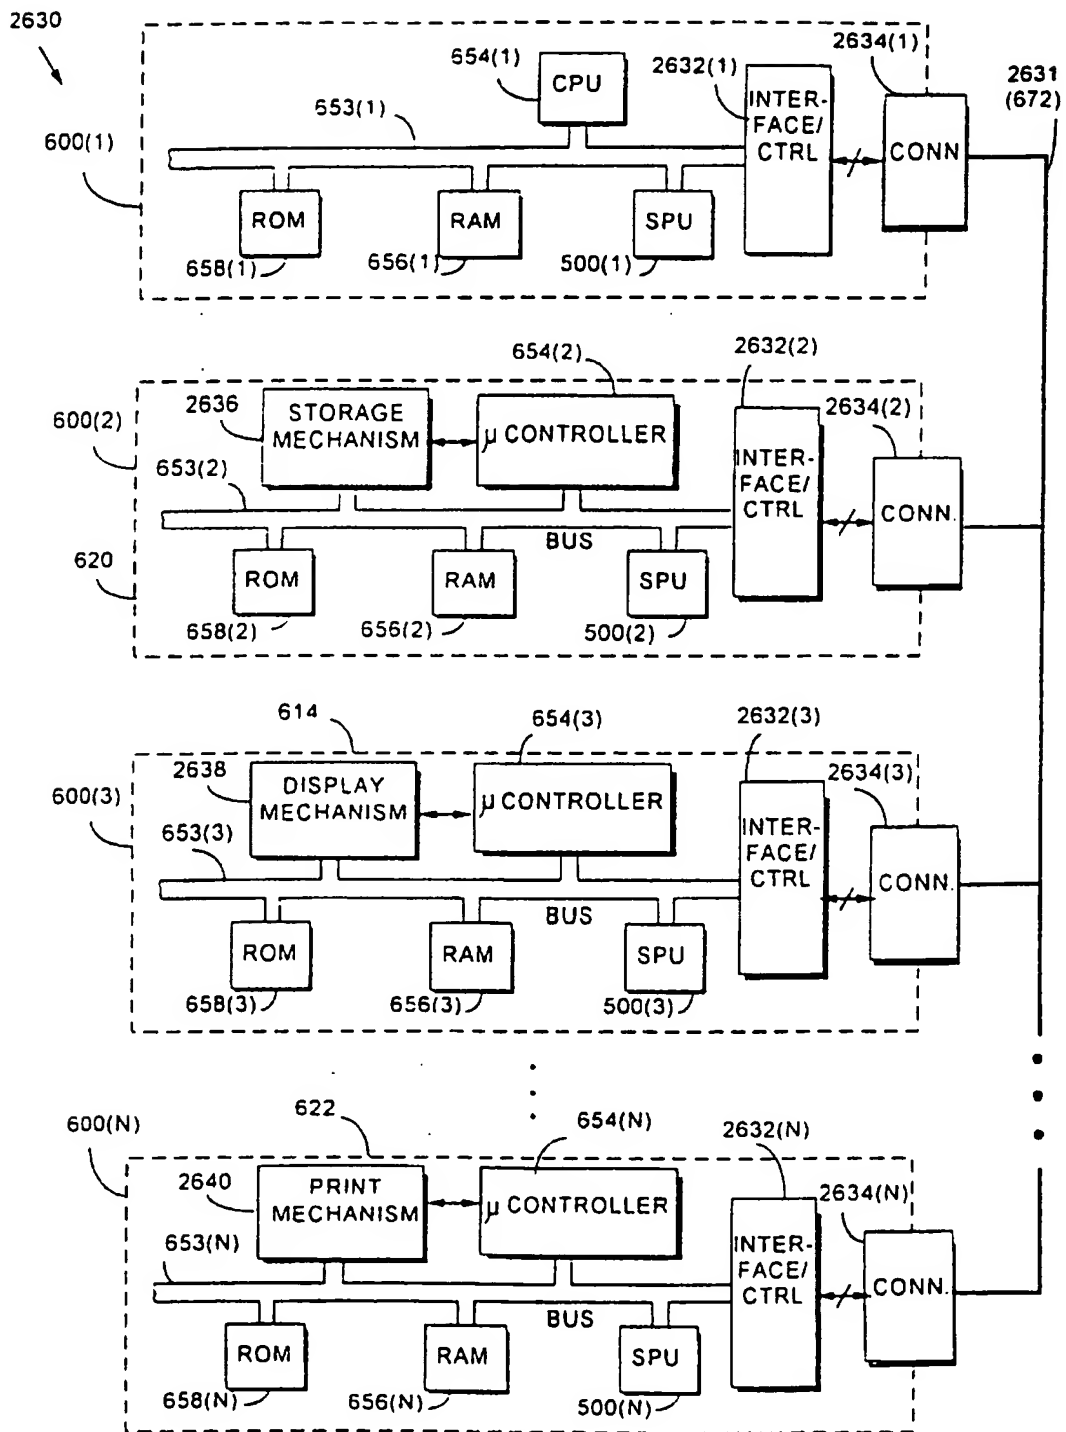 2630
654(1)
2632(1)
2634(1)
2631
(672)
CPU
653(1)
INTER-
FACE/
CTRL
600(1)
CONN
ROM
RAM
SPU
658(1)
656(1)
500(1)
654(2)
2632(2)
2634(2)
600(2)
2636
STORAGE
MECHANISM
µ CONTROLLER
INTER-
FACE/
CTRL
653(2)
CONN.
BUS
620
ROM
RAM
SPU
658(2)
656(2)
500(2)
614
654(3)
2632(3)
2634(3)
600(3)
2638
DISPLAY
MECHANISM
µ CONTROLLER
INTER-
FACE/
CTRL
653(3)
CONN.
BUS
ROM
RAM
SPU
658(3)
656(3)
500(3)
600(N)
622
654(N)
2632(N)
2634(N)
2640
PRINT
MECHANISM
µ CONTROLLER
INTER-
FACE/
CTRL
653(N)
CONN.
BUS
ROM
RAM
SPU
658(N)
656(N)
500(N)